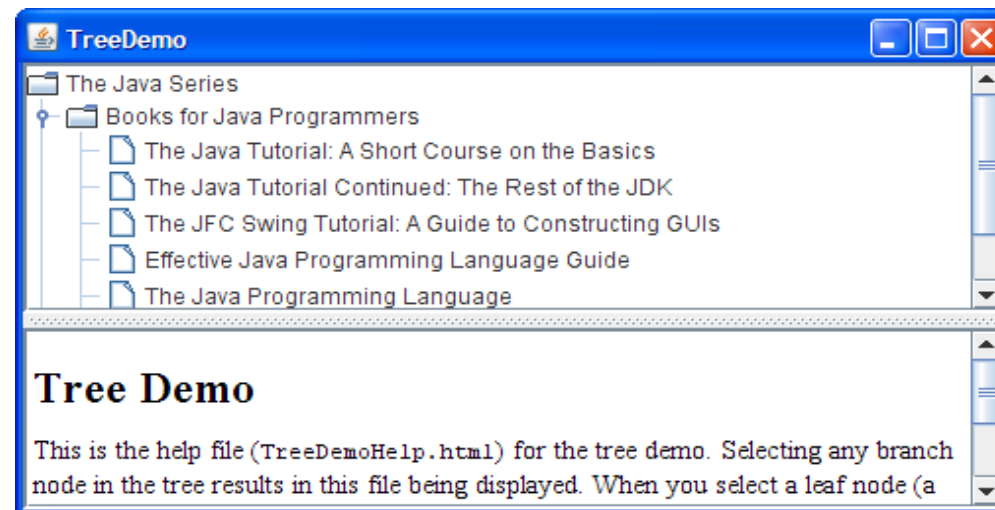 TreeDemo
The Java Series
Books for Java Programmers
The Java Tutorial: A Short Course on the Basics
The Java Tutorial Continued: The Rest of the JDK
The JFC Swing Tutorial: A Guide to Constructing GUIs
Effective Java Programming Language Guide
The Java Programming Language
Tree Demo
This is the help file (TreeDemoHelp.html) for the tree demo. Selecting any branch
node in the tree results in this file being displayed. When you select a leaf node (a